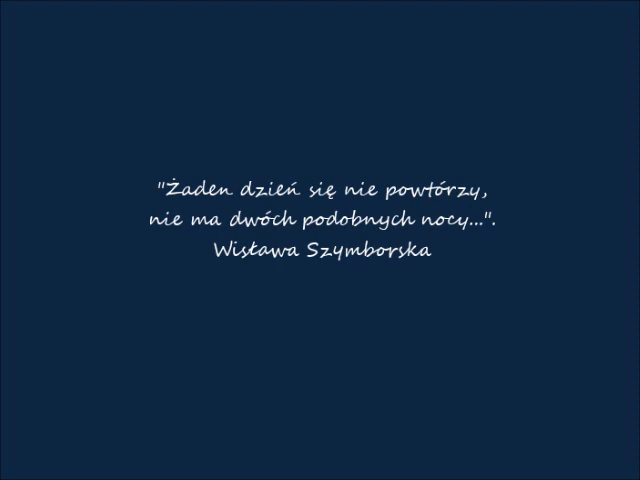 "Żaden dzień się nie powtórzy,
nie ma dwóch podobnych nocy...".
Wisława Szymborska